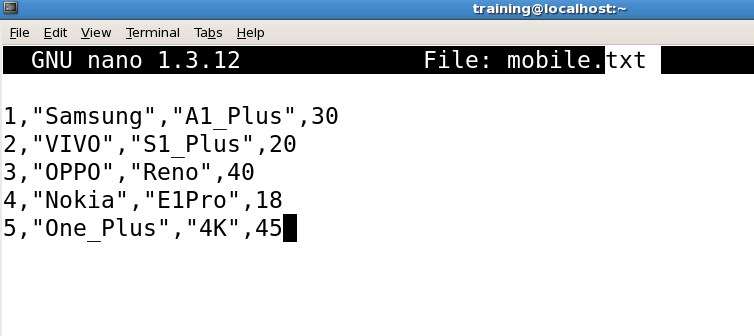 training@localhost:~
File Edit View Terminal Tabs Help
GNU nano 1.3.12 File: mobile.txt
1,"Samsung","A1_Plus",30
2,"VIVO","S1_Plus",20
3,"OPPO","Reno",40
4,"Nokia","E1Pro",18
5,"One_Plus","4K",45